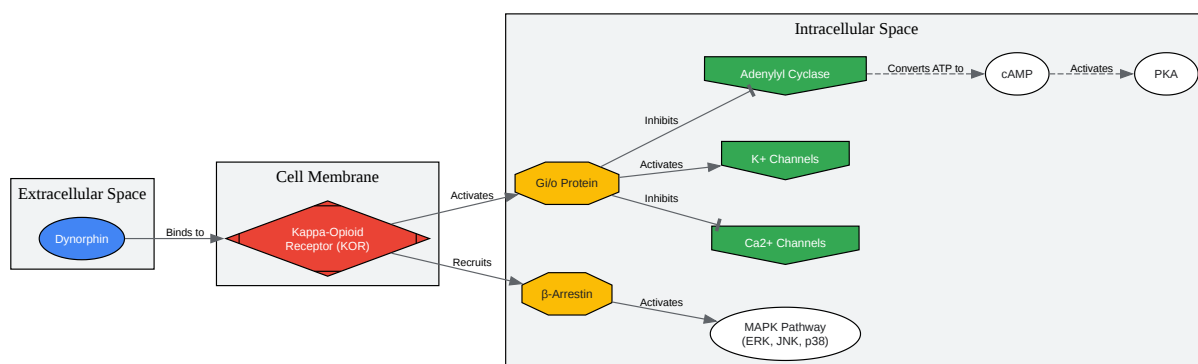 Intracellular Space
Adenylyl Cyclase
Converts ATP to
cAMP
Activates
PKA
Inhibits
K+ Channels
Activates
Gi/o Protein
Inhibits
Ca2+ Channels
Cell Membrane
Extracellular Space
Dynorphin
Binds to
Kappa-Opioid
Receptor (KOR)
Activates
Recruits
β-Arrestin
Activates
MAPK Pathway
(ERK, JNK, p38)